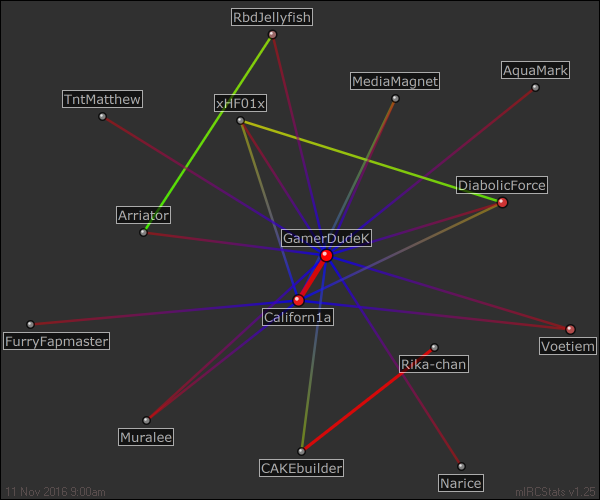 RbdJellyfish
AquaMark
MediaMagnet
TntMatthew
xHF01x
DiabolicForce
Arriator
GamerDudeK
Californ1a
FurryFapmaster
Voetiem
Rika-chan
Muralee
CAKEbuilder
Narice
11 Nov 2016 9:00am
mIRCStats v1.25